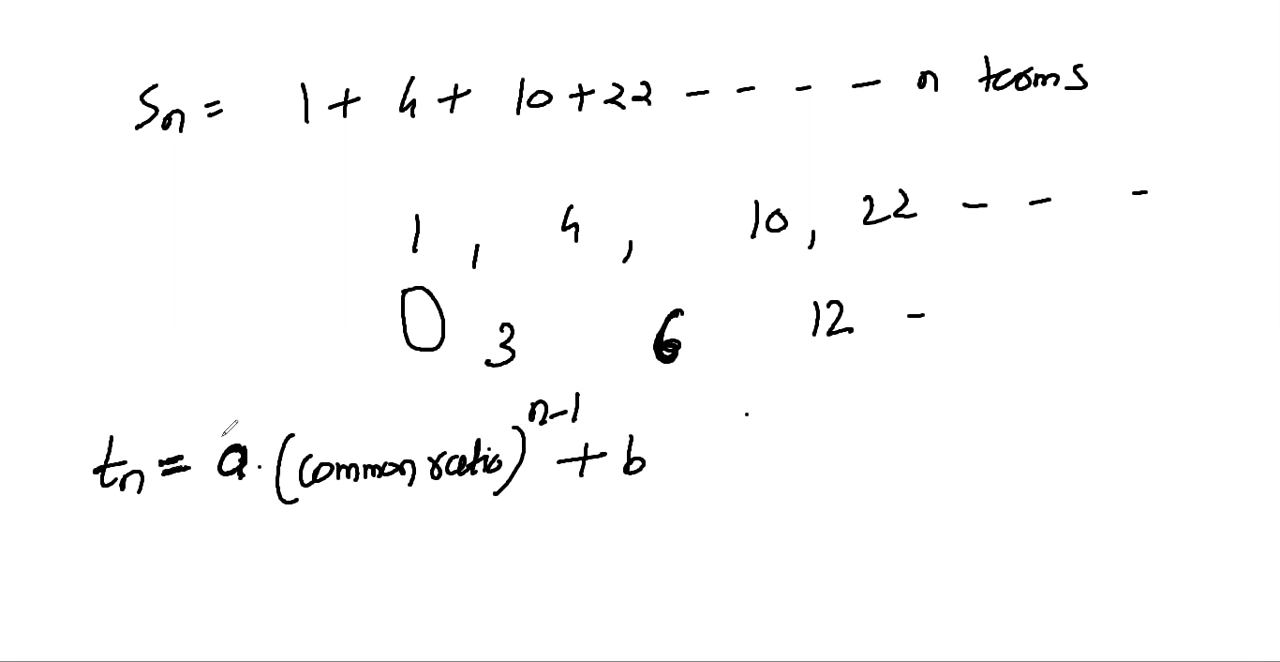 Sn = 1 + 4 + 10 + 22 - - - - n terms
1 , 4 , 10 , 22 - - -
0 3 6 12 -
tn = a . (common ratio)^n-1 + b